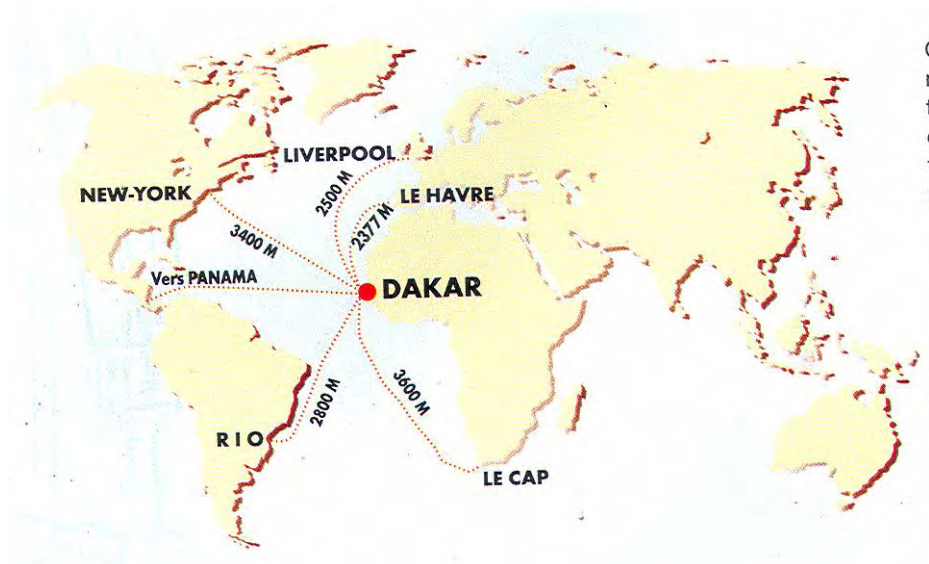 LIVERPOOL
NEW-YORK
LE HAVRE
2500 M
2377 M
3400 M
Vers PANAMA
DAKAR
2800 M
3600 M
RIO
LE CAP